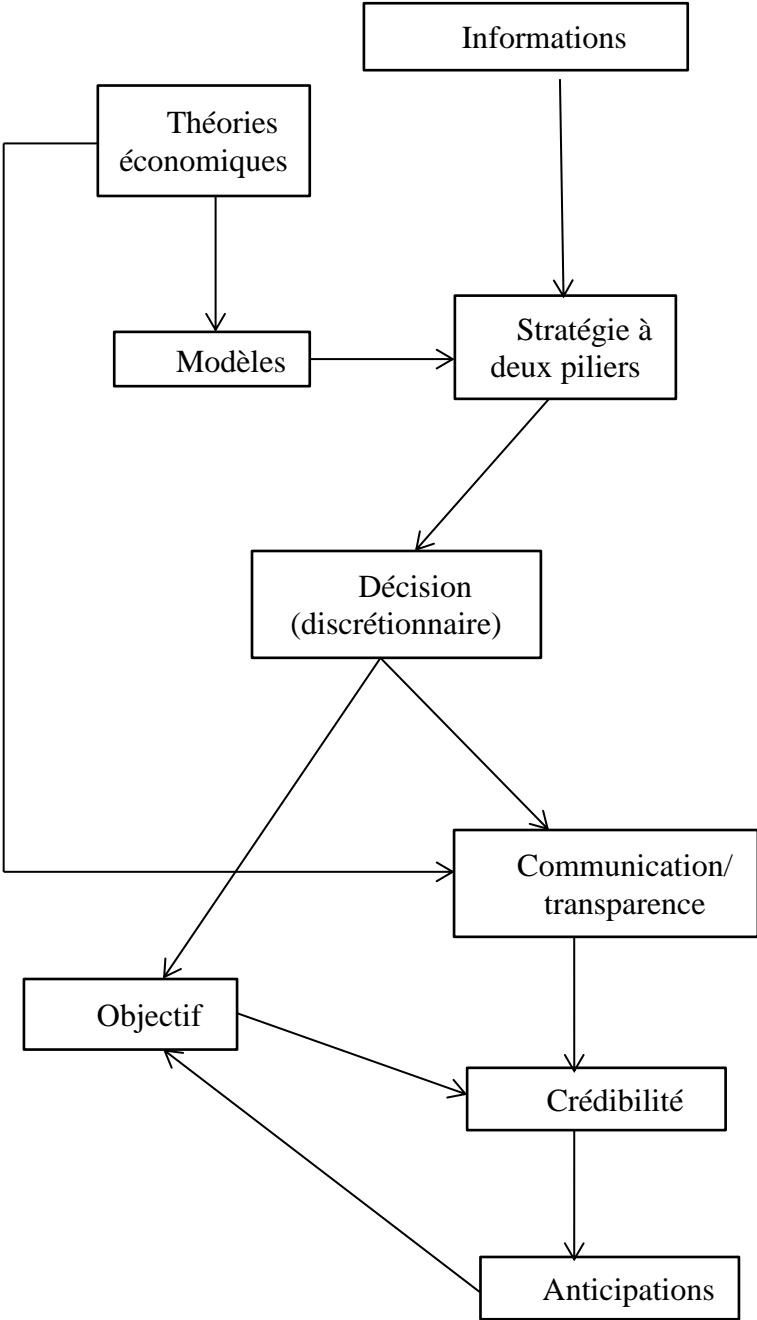 Informations
Théories
économiques
Stratégie à
deux piliers
Modèles
Décision
(discrétionnaire)
Communication/
transparence
Objectif
Crédibilité
Anticipations